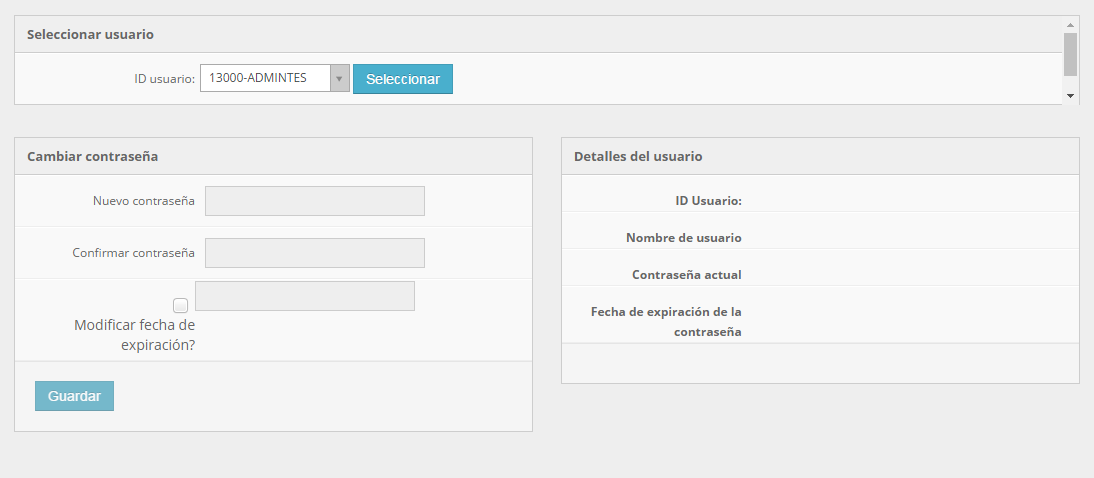 Seleccionar usuario
ID usuario: 13000-ADMINTES Seleccionar
Cambiar contraseña
Nuevo contraseña
Confirmar contraseña
Modificar fecha de
expiración?
Guardar
Detalles del usuario
ID Usuario:
Nombre de usuario
Contraseña actual
Fecha de expiración de la
contraseña